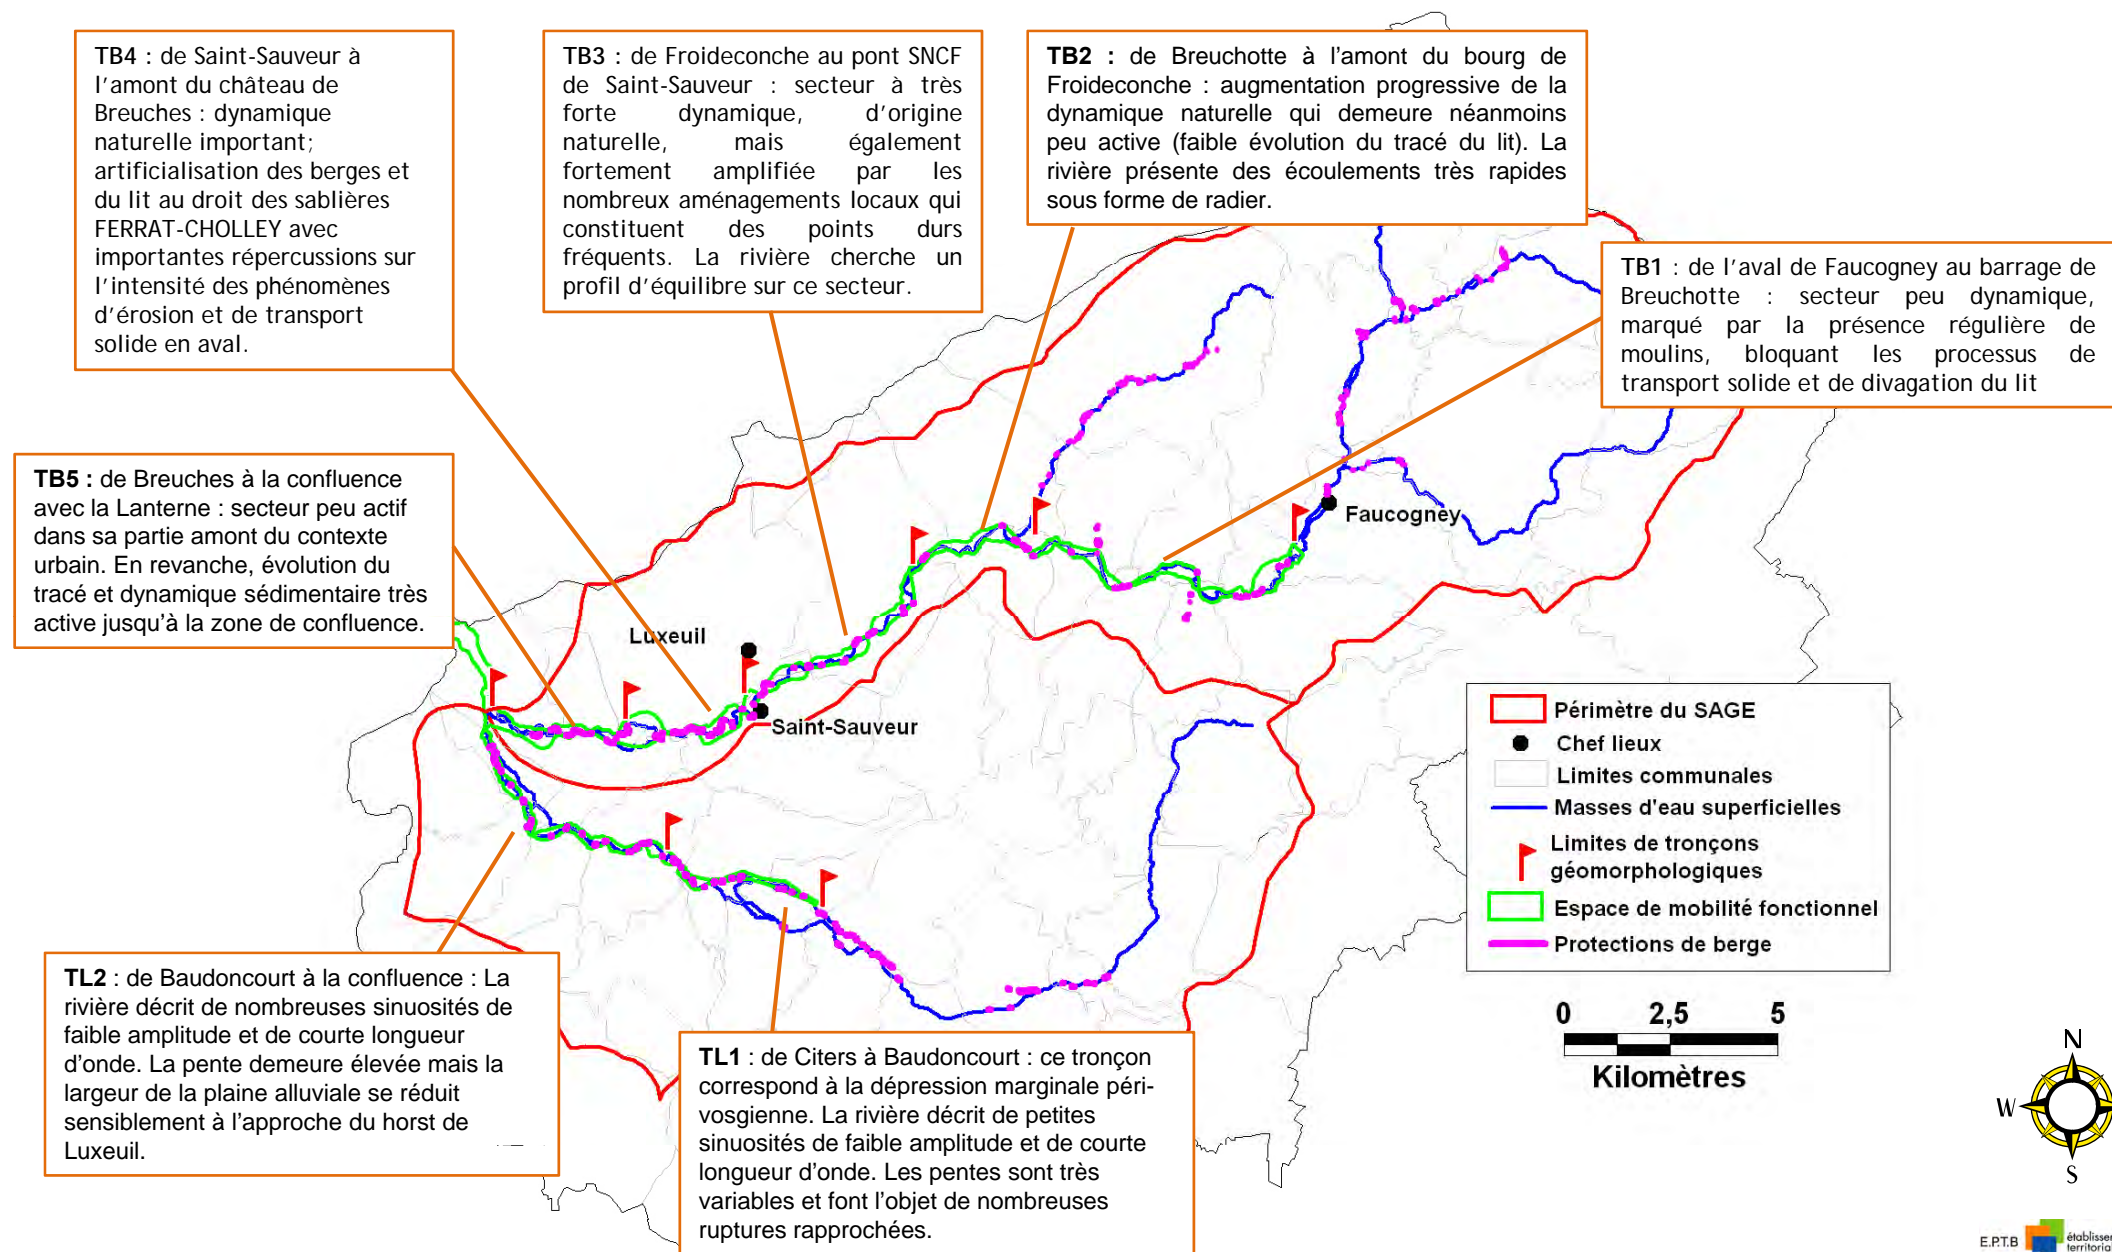 TB4 : de Saint-Sauveur à
l'amont du château de
Breuches : dynamique
naturelle important;
artificialisation des berges et
du lit au droit des sablières
FERRAT-CHOLLEY avec
importantes répercussions sur
l'intensité des phénomènes
d'érosion et de transport
solide en aval.
TB3 : de Froideconche au pont SNCF
de Saint-Sauveur : secteur à très
forte dynamique, d'origine
naturelle, mais également
fortement amplifiée par les
nombreux aménagements locaux qui
constituent des points durs
fréquents. La rivière cherche un
profil d'équilibre sur ce secteur.
TB2 : de Breuchotte à l'amont du bourg de
Froideconche : augmentation progressive de la
dynamique naturelle qui demeure néanmoins
peu active (faible évolution du tracé du lit). La
rivière présente des écoulements très rapides
sous forme de radier.
TB1 : de l'aval de Faucogney au barrage de
Breuchotte : secteur peu dynamique,
marqué par la présence régulière de
moulins, bloquant les processus de
transport solide et de divagation du lit
TB5 : de Breuches à la confluence
avec la Lanterne : secteur peu actif
dans sa partie amont du contexte
urbain. En revanche, évolution du
tracé et dynamique sédimentaire très
active jusqu'à la zone de confluence.
Faucogney
Luxeuil
Saint-Sauveur
Périmètre du SAGE
Chef lieux
Limites communales
Masses d'eau superficielles
Limites de tronçons
géomorphologiques
Espace de mobilité fonctionnel
Protections de berge
TL2 : de Baudoncourt à la confluence : La
rivière décrit de nombreuses sinuosités de
faible amplitude et de courte longueur
d'onde. La pente demeure élevée mais la
largeur de la plaine alluviale se réduit
sensiblement à l'approche du horst de
Luxeuil.
TL1 : de Citers à Baudoncourt : ce tronçon
correspond à la dépression marginale péri-
vosgienne. La rivière décrit de petites
sinuosités de faible amplitude et de courte
longueur d'onde. Les pentes sont très
variables et font l'objet de nombreuses
ruptures rapprochées.
0 2,5 5
Kilomètres
N
W
S
E.P.T.B